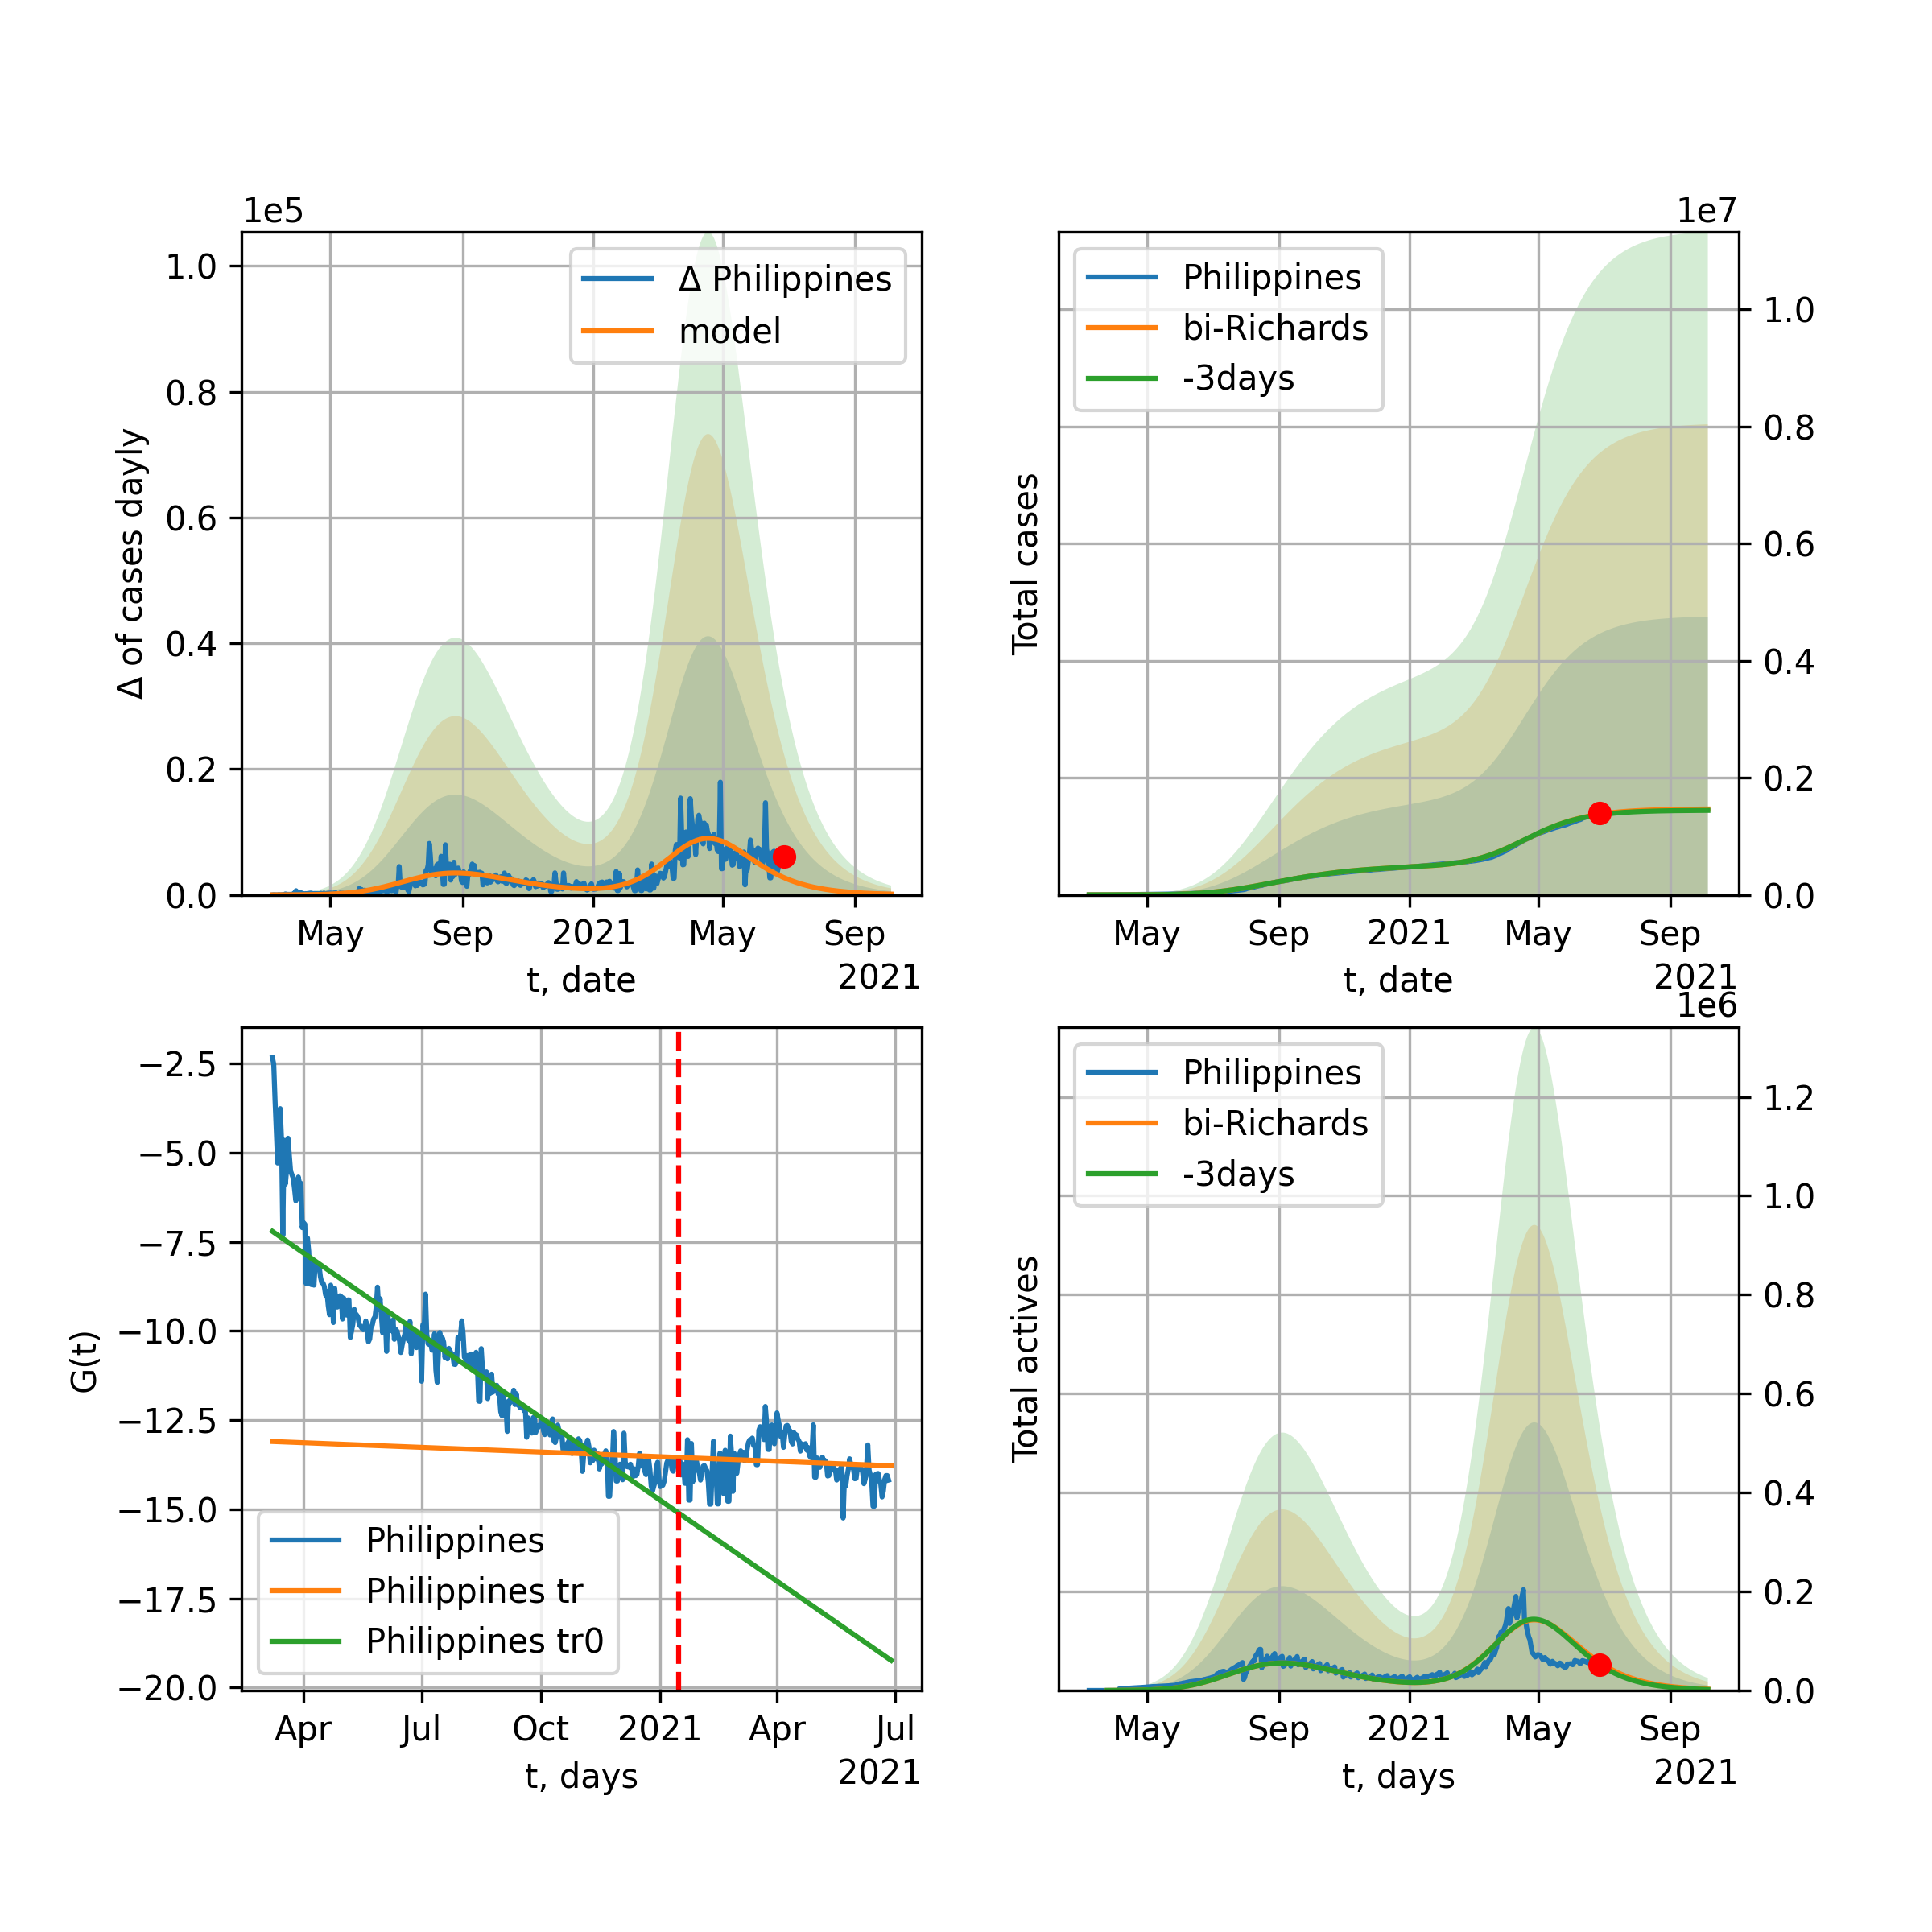 1e5
Δ of cases dayly
1.0
0.8
0.6
0.4
0.2
0.0
Δ Philippines
model
May Sep 2021 May Sep
t, date
2021
1e7
Total cases
Philippines
bi-Richards
-3days
1.0
0.8
0.6
0.4
0.2
0.0
May Sep 2021 May Sep
t, date
2021
G(t)
−2.5
−5.0
−7.5
−10.0
−12.5
−15.0
−17.5
−20.0
Philippines
Philippines tr
Philippines tr0
Apr Jul Oct 2021 Apr Jul
t, days
2021
1e6
Total actives
Philippines
bi-Richards
-3days
1.2
1.0
0.8
0.6
0.4
0.2
0.0
May Sep 2021 May Sep
t, days
2021